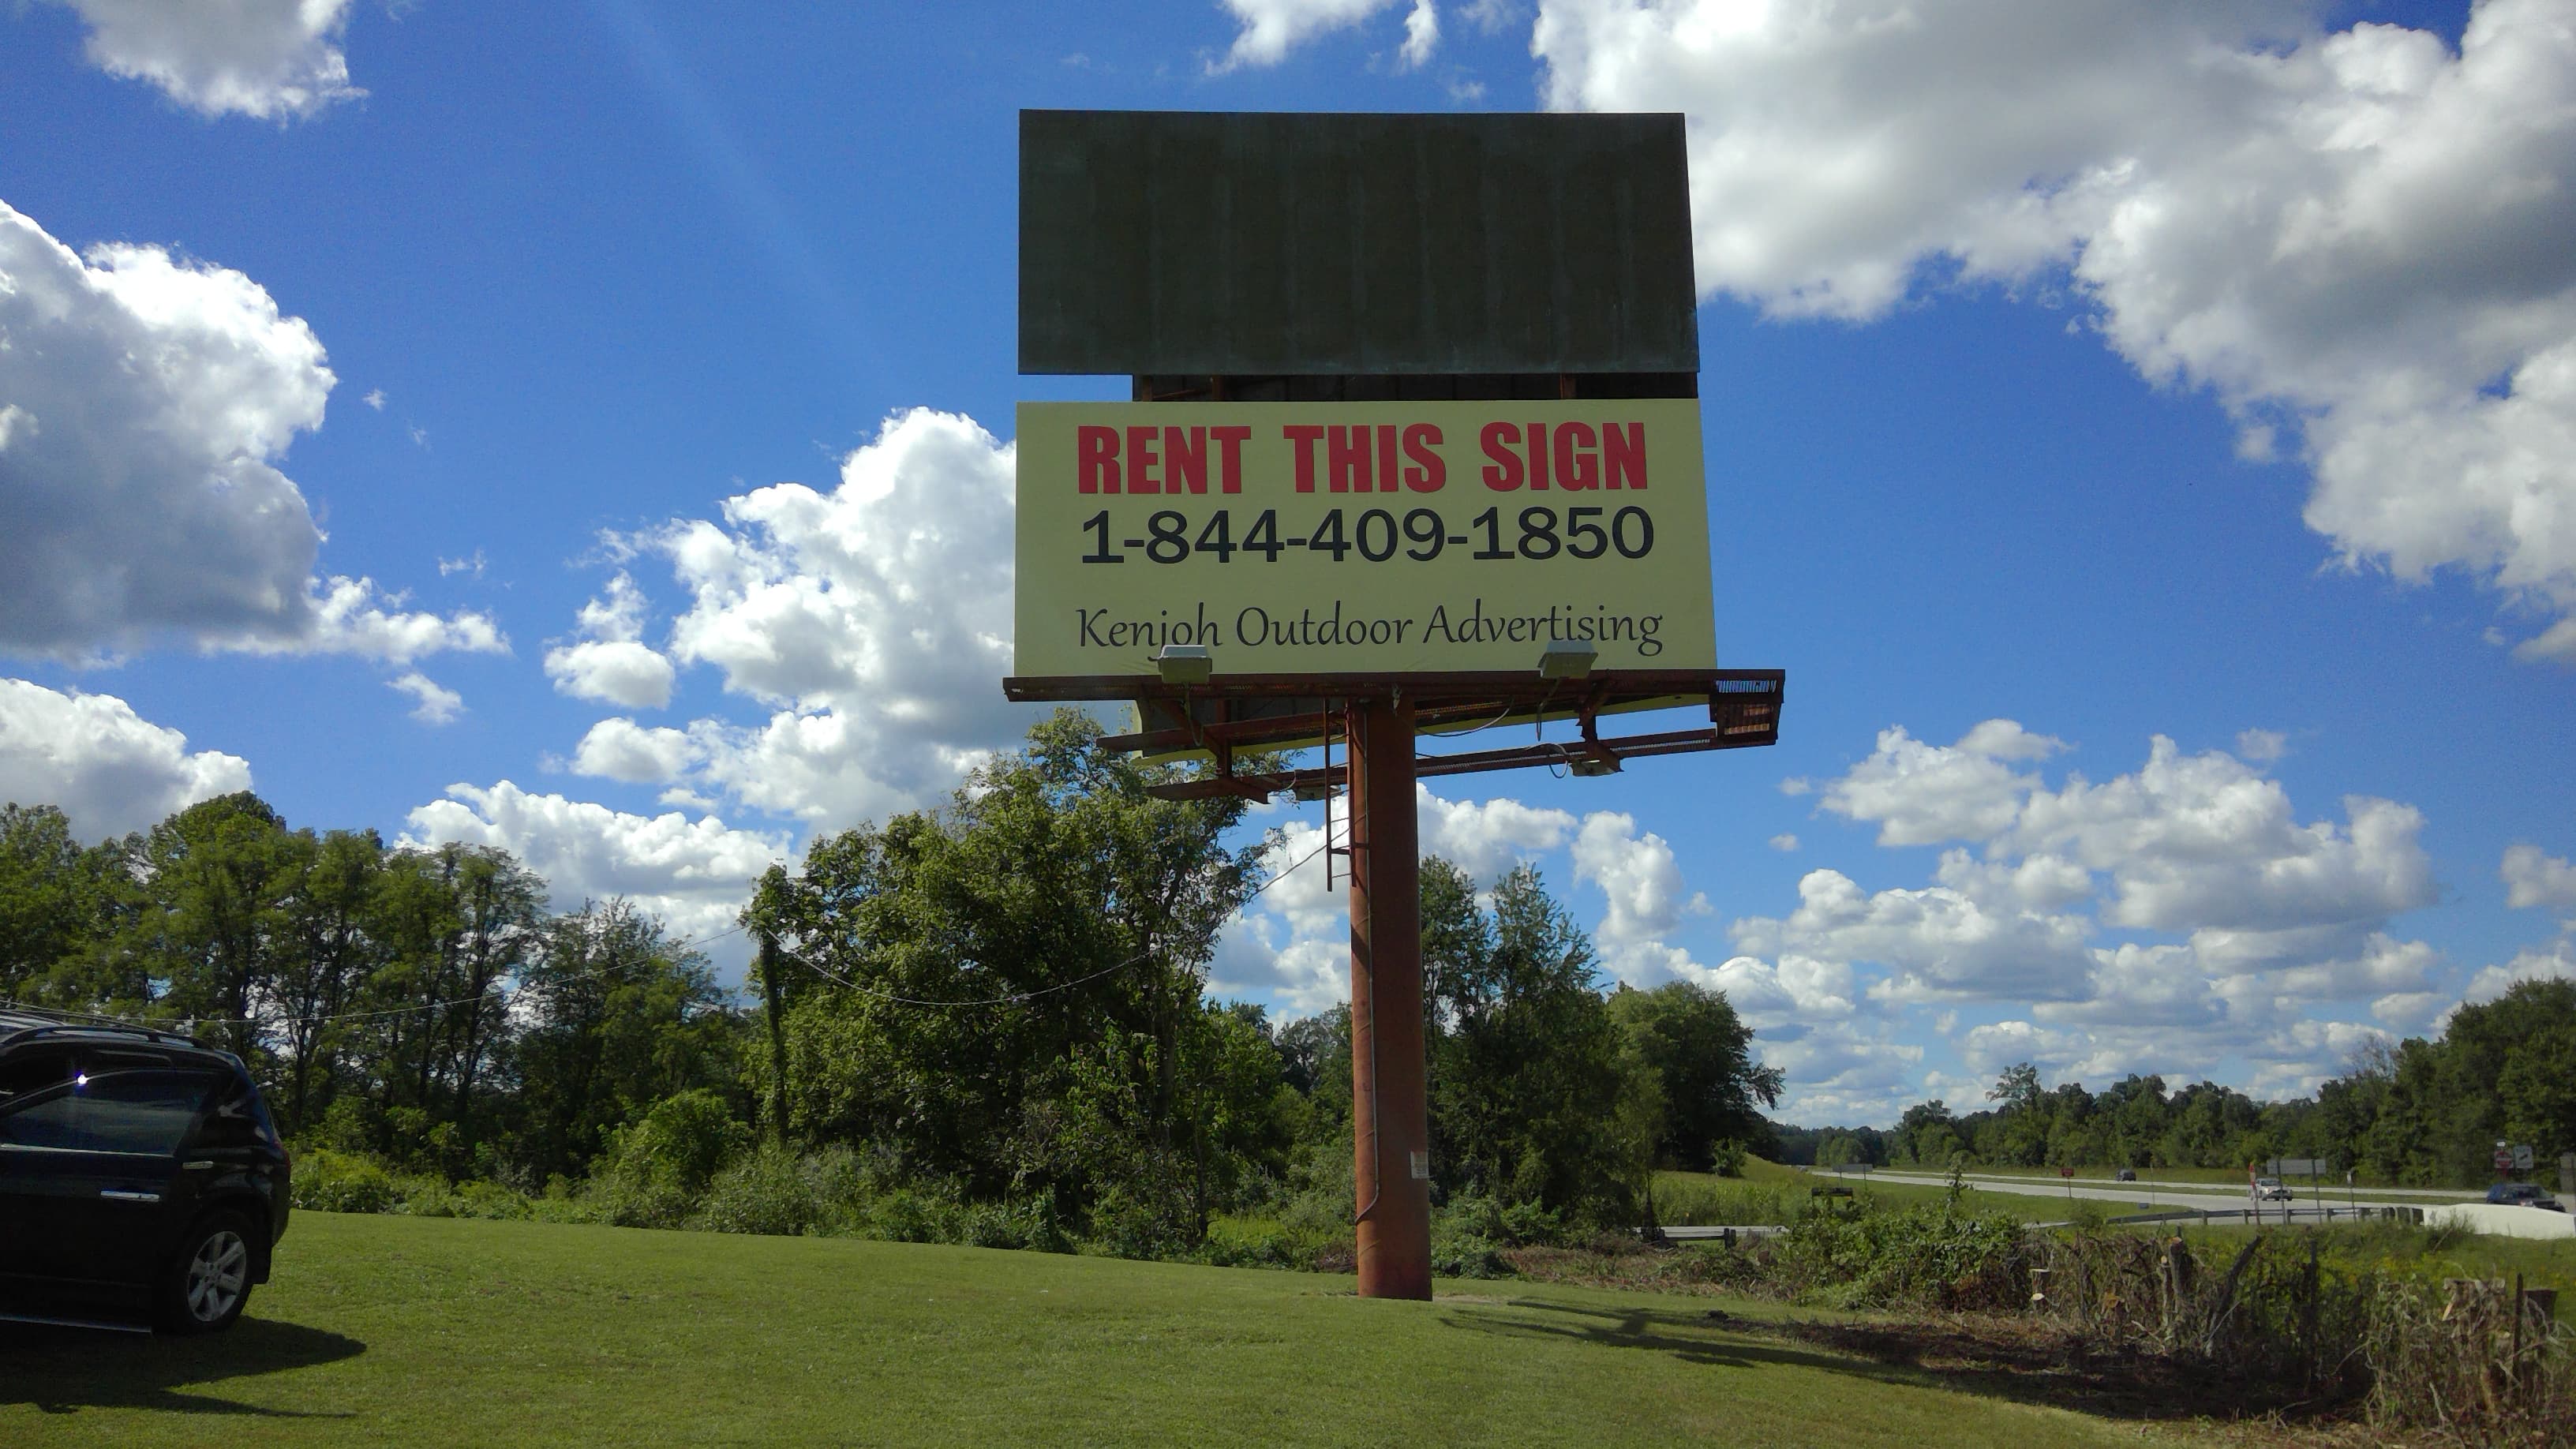 RENT THIS SIGN
1-844-409-1850
Kenjoh Outdoor Advertising